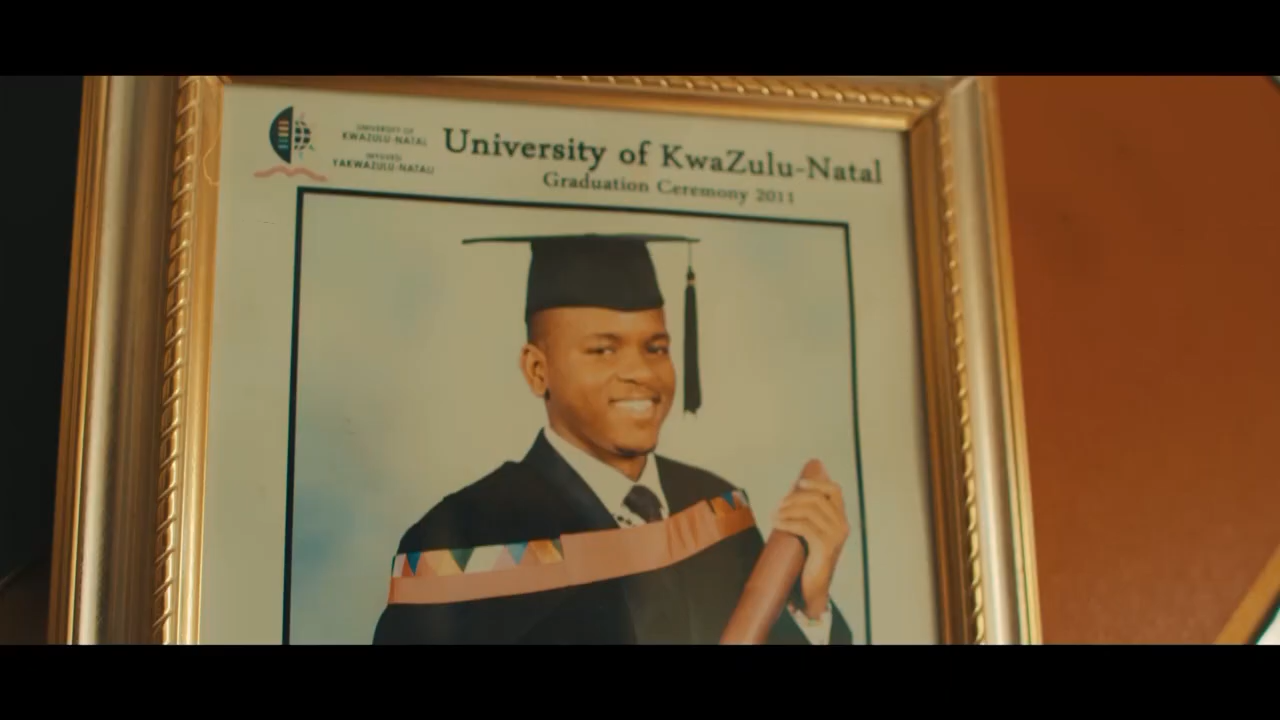 UNIVERSITY OF
KWAZULU-NATAL
INYUVESI
YAKWAZULU-NATALI
University of KwaZulu-Natal
Graduation Ceremony 2011